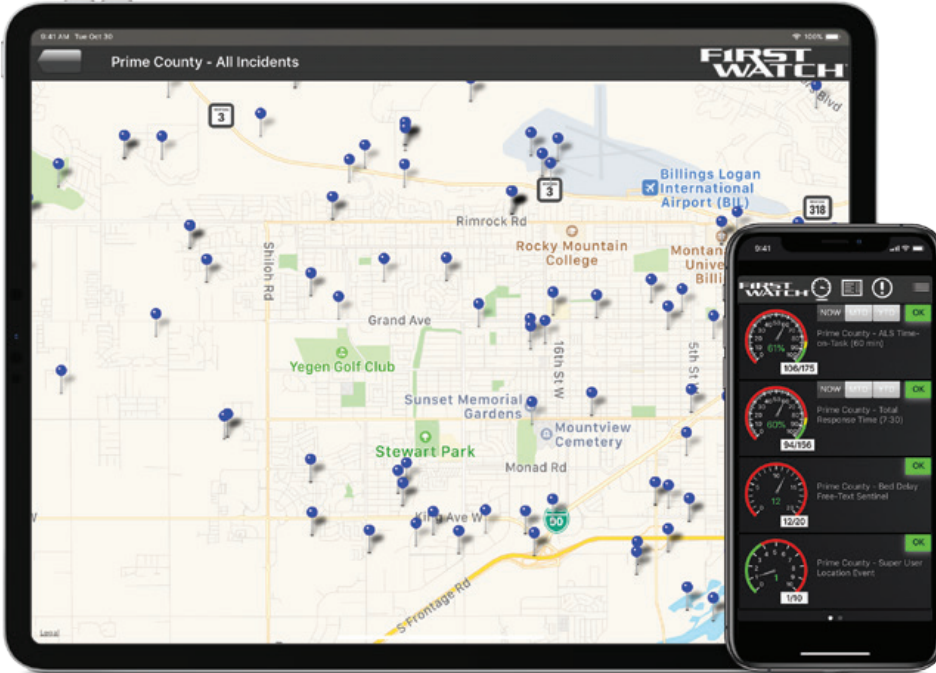 9:41 AM Tue Oct 30
100%
Prime County - All Incidents
FIRST
WATCH
3
Blvd
Billings Logan
International
Airport (BIL)
3
318
Rimrock Rd
Rocky Mountain
College
Shiloh Rd
Grand Ave
Yegen Golf Club
16th St W
5th St W
Sunset Memorial
Gardens
Mountview
Cemetery
Stewart Park
Monad Rd
King Ave W
90
S Frontage Rd
Legal
9:41
FIRST
WATCH
NOW MTD YTD OK
Prime County - ALS Time-
on-Task (60 min)
61%
106/175
NOW MTD YTD OK
Prime County - Total
Response Time (7:30)
60%
94/156
OK
Prime County - Bed Delay
Free-Text Sentinel
12
12/20
OK
Prime County - Super User
Location Event
1
1/10